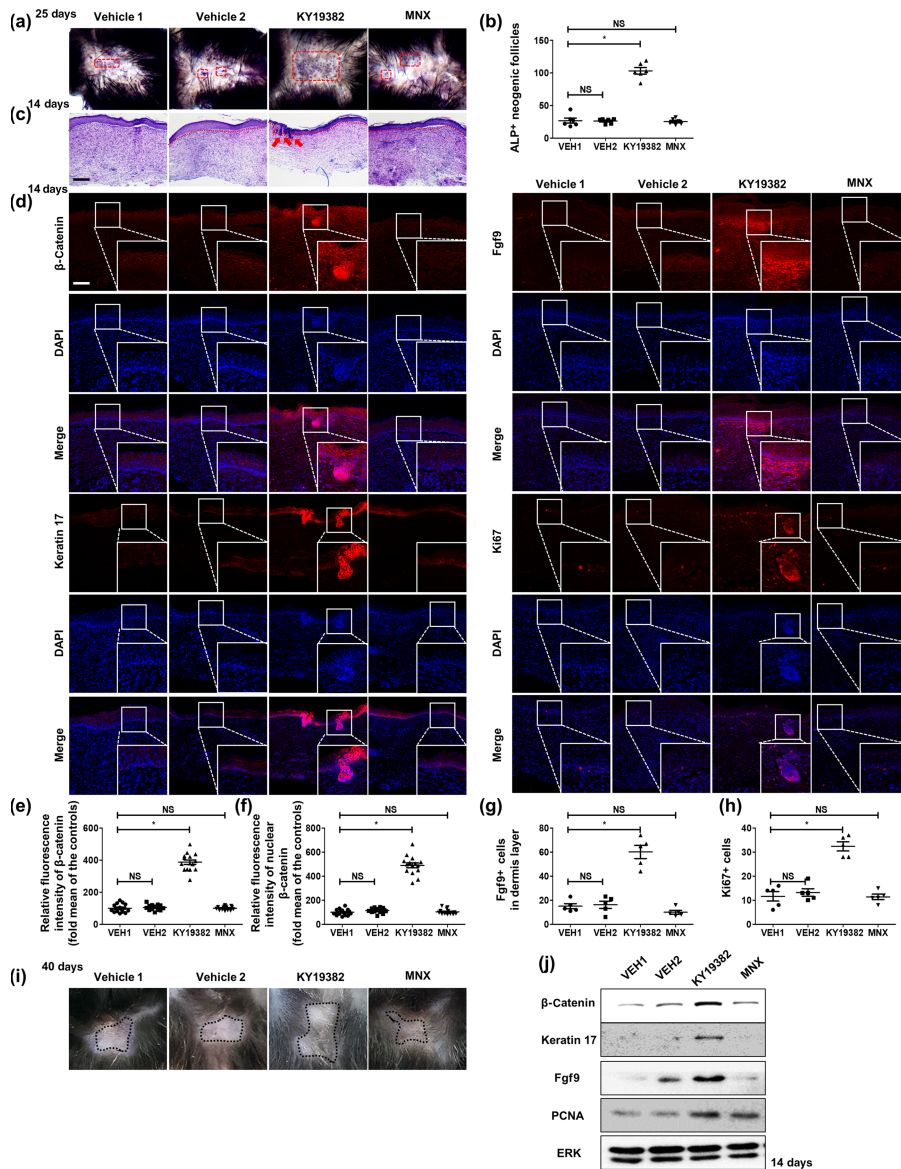 (a)
25 days
Vehicle 1
Vehicle 2
KY19382
MNX
(b)
ALP+ neogenic follicles
150
100
50
0
NS
*
NS
VEH1
VEH2
KY19382
MNX
14 days
(c)
14 days
(d)
β-Catenin
DAPI
Merge
Keratin 17
DAPI
Merge
Vehicle 1
Vehicle 2
KY19382
MNX
Fgf9
DAPI
Merge
Ki67
DAPI
Merge
(e)
Relative fluorescence
intensity of β-catenin
(fold mean of the controls)
600
400
200
0
NS
*
NS
VEH1
VEH2
KY19382
MNX
(f)
Relative fluorescence
intensity of nuclear
β-catenin
(fold mean of the controls)
800
600
400
200
0
NS
*
NS
VEH1
VEH2
KY19382
MNX
(g)
Fgf9+ cells
in dermis layer
80
60
40
20
0
NS
*
NS
VEH1
VEH2
KY19382
MNX
(h)
Ki67+ cells
40
30
20
10
0
NS
*
NS
VEH1
VEH2
KY19382
MNX
40 days
(i)
Vehicle 1
Vehicle 2
KY19382
MNX
(j)
VEH1
VEH2
KY19382
MNX
β-Catenin
Keratin 17
Fgf9
PCNA
ERK
14 days